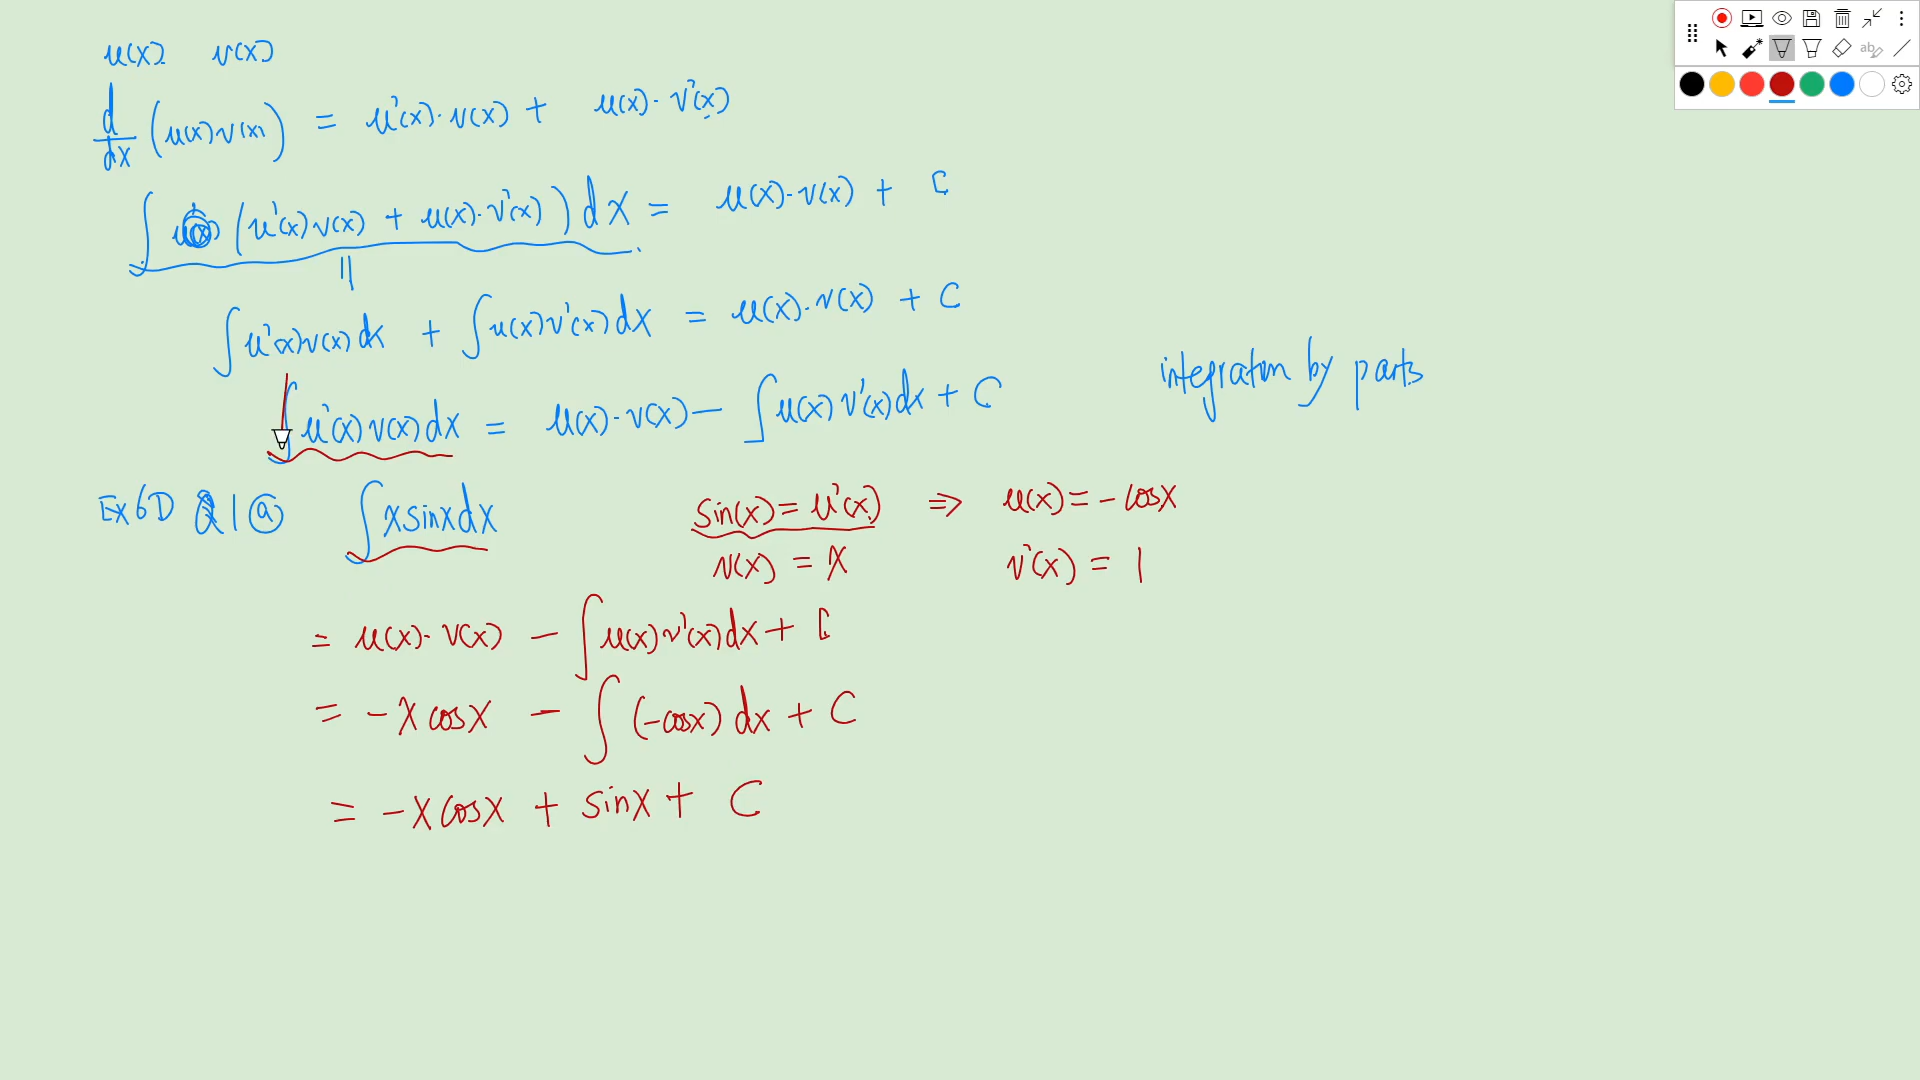 u(x) v(x)
d/dx (u(x)v(x)) = u'(x)·v(x) + u(x)·v'(x)
∫ (u'(x)v(x) + u(x)·v'(x)) dx = u(x)·v(x) + C
∫u'(x)v(x)dx + ∫u(x)v'(x)dx = u(x)·v(x) + C
integration by parts
∫u'(x)v(x)dx = u(x)·v(x) − ∫u(x)v'(x)dx + C
Ex 6D Q1 ⓐ ∫xsinxdx
sin(x) = u'(x) ⇒ u(x) = −cosx
v(x) = x v'(x) = 1
= u(x)·v(x) − ∫u(x)v'(x)dx + C
= −xcosx − ∫(−cosx)dx + C
= −xcosx + sinx + C